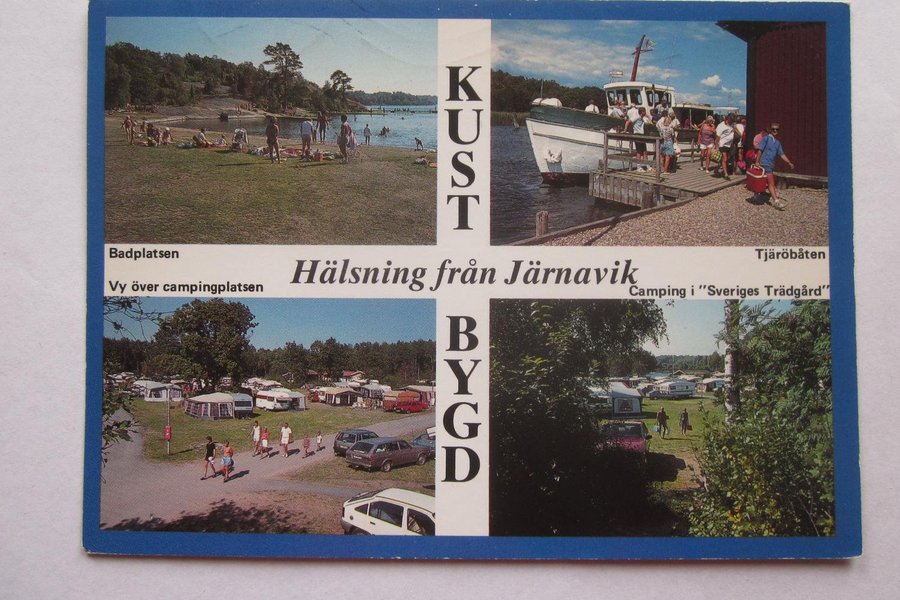 KUST
Badplatsen
Tjäröbåten
Hälsning från Järnavik
Vy över campingplatsen
Camping i "Sveriges Trädgård"
BYGD